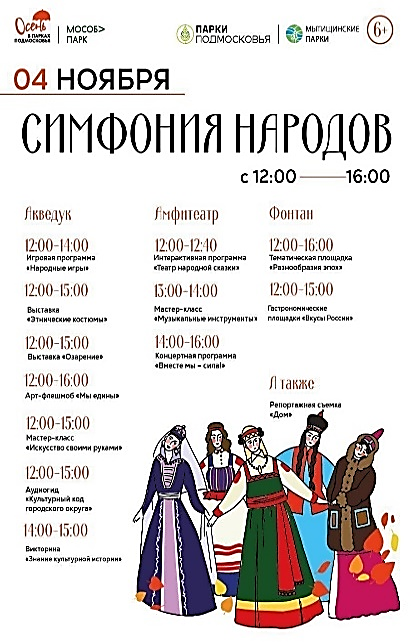 Осень
В ПАРКАХ
ПОДМОСКОВЬЯ
МОСОБЛ
ПАРК
ПАРКИ
ПОДМОСКОВЬЯ
МЫТИЩИНСКИЕ
ПАРКИ
6+
04 НОЯБРЯ
СИМФОНИЯ НАРОДОВ
с 12:00 — 16:00
Акведук
12:00-14:00
Игровая программа
«Народные игры»
12:00-15:00
Выставка
«Этнические костюмы»
12:00-15:00
Выставка «Озарение»
12:00-16:00
Арт-флешмоб «Мы едины»
12:00-15:00
Мастер-класс
«Искусство своими руками»
12:00-15:00
Аудиогид
«Культурный код
городского округа»
14:00-15:00
Викторина
«Знание культурной истории»
Амфитеатр
12:00-12:40
Интерактивная программа
«Театр народной сказки»
13:00-14:00
Мастер-класс
«Музыкальные инструменты»
14:00-16:00
Концертная программа
«Вместе мы – сила!»
Фонтан
12:00-16:00
Тематическая площадка
«Разнообразия эпох»
12:00-15:00
Гастрономические
площадки «Вкусы России»
А также
Репортажная съемка
«Дом»